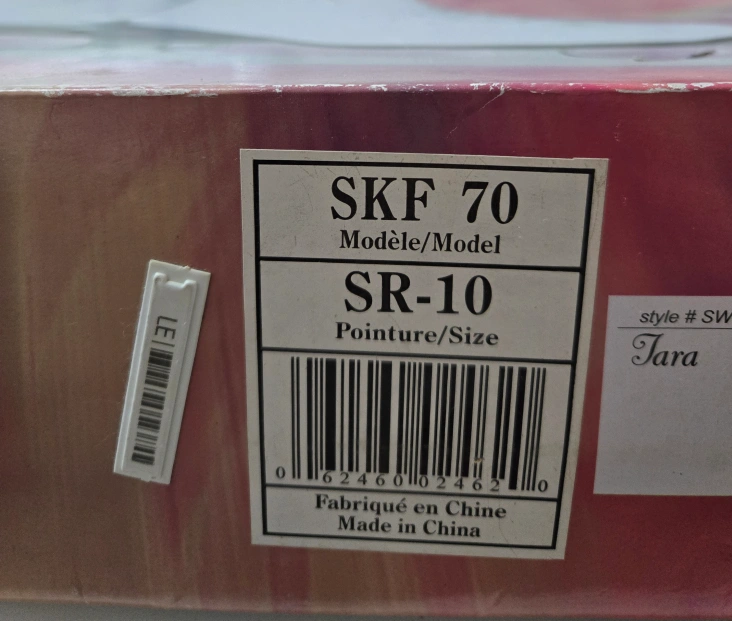 SKF 70
Modèle/Model
SR-10
Pointure/Size
0 62460 02462 0
Fabriqué en Chine
Made in China
LE
style # SW
Tara